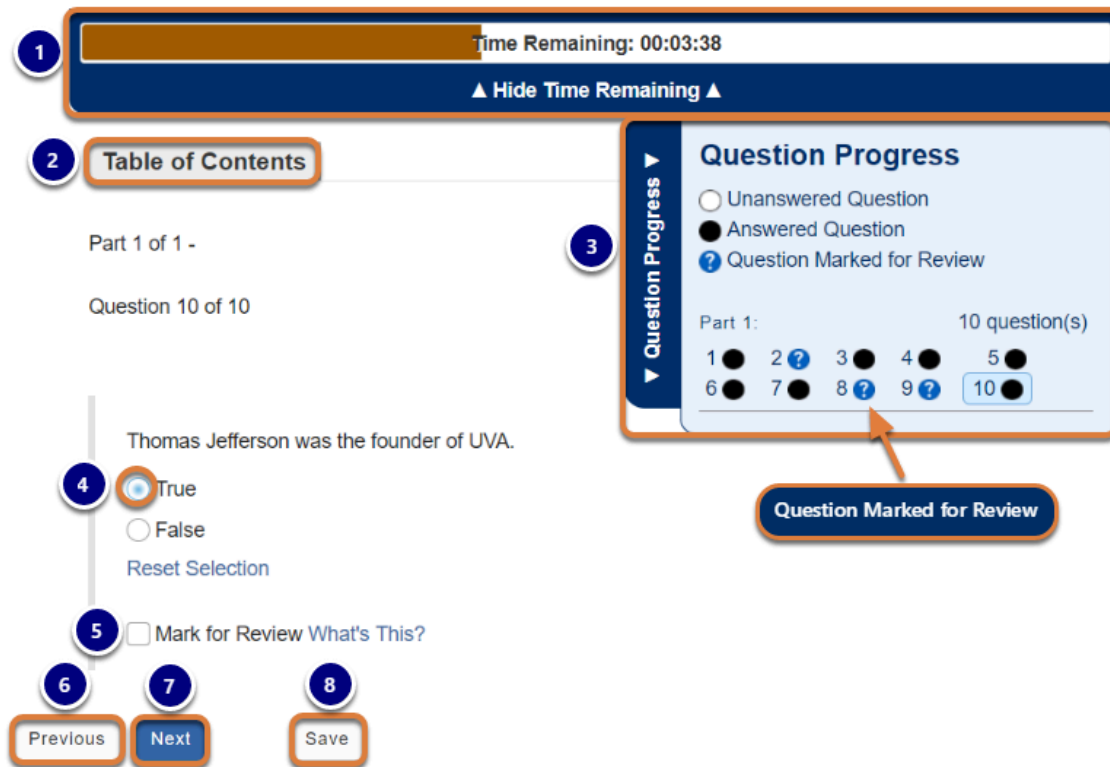 1
Time Remaining: 00:03:38
▲ Hide Time Remaining ▲
2
Table of Contents
Part 1 of 1 -
Question 10 of 10
3
▼ Question Progress ▼
Question Progress
Unanswered Question
Answered Question
? Question Marked for Review
Part 1: 10 question(s)
1 2 ? 3 4 5
6 7 8 ? 9 ? 10
Question Marked for Review
Thomas Jefferson was the founder of UVA.
4
True
False
Reset Selection
5
Mark for Review What's This?
6 7 8
Previous Next Save